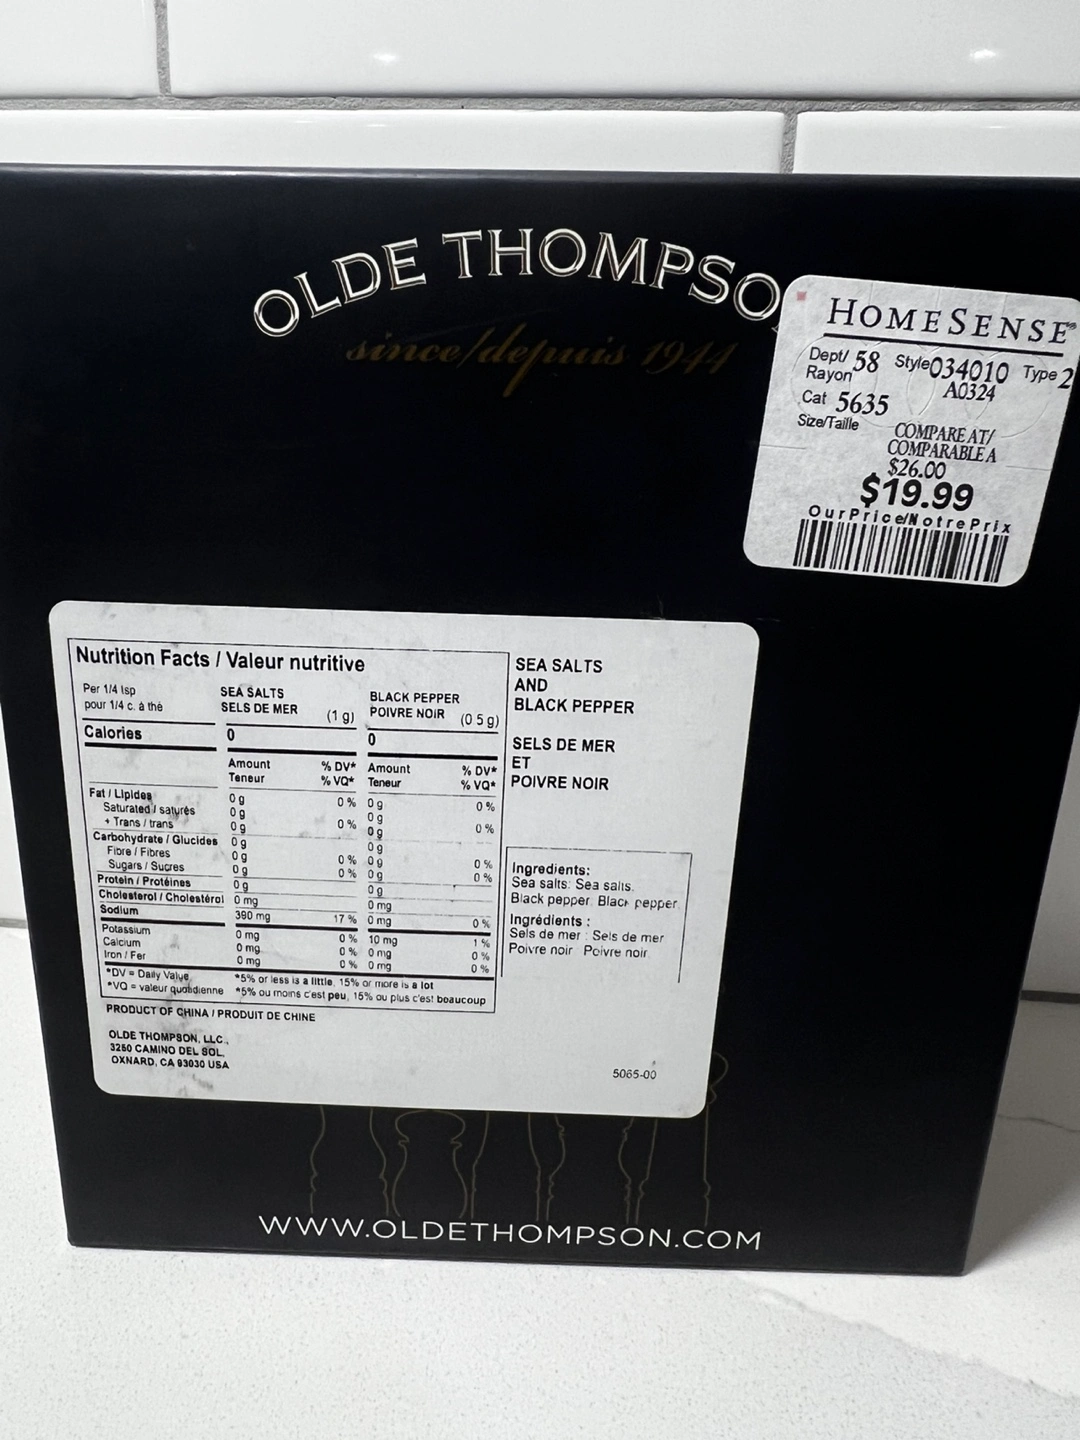 OLDE THOMPSO
since/depuis 1944
HOMESENSE®
Dept/ 58 Style 034010 Type 2
Rayon A0324
Cat 5635
Size/Taille
COMPARE AT/
COMPARABLE A
$26.00
$19.99
OurPrice/NotrePrix
Nutrition Facts / Valeur nutritive
Per 1/4 tsp
pour 1/4 c. à thé
SEA SALTS
SELS DE MER (1 g)
BLACK PEPPER
POIVRE NOIR (0 5 g)
Calories 0 0
Amount % DV* Amount % DV*
Teneur % VQ* Teneur % VQ*
Fat / Lipides 0 g 0 % 0 g 0 %
Saturated / saturés 0 g 0 g
+ Trans / trans 0 g 0 % 0 g 0 %
Carbohydrate / Glucides 0 g 0 g
Fibre / Fibres 0 g 0 % 0 g 0 %
Sugars / Sucres 0 g 0 % 0 g 0 %
Protein / Protéines 0 g 0 g
Cholesterol / Cholestérol 0 mg 0 mg
Sodium 390 mg 17 % 0 mg 0 %
Potassium 0 mg 0 % 10 mg 1 %
Calcium 0 mg 0 % 0 mg 0 %
Iron / Fer 0 mg 0 % 0 mg 0 %
*DV = Daily Value *5% or less is a little, 15% or more is a lot
*VQ = valeur quotidienne *5% ou moins c'est peu, 15% ou plus c'est beaucoup
PRODUCT OF CHINA / PRODUIT DE CHINE
OLDE THOMPSON, LLC.,
3250 CAMINO DEL SOL,
OXNARD, CA 93030 USA
SEA SALTS
AND
BLACK PEPPER
SELS DE MER
ET
POIVRE NOIR
Ingredients:
Sea salts: Sea salts.
Black pepper: Black pepper.
Ingrédients :
Sels de mer : Sels de mer
Poivre noir : Poivre noir.
5065-00
WWW.OLDETHOMPSON.COM